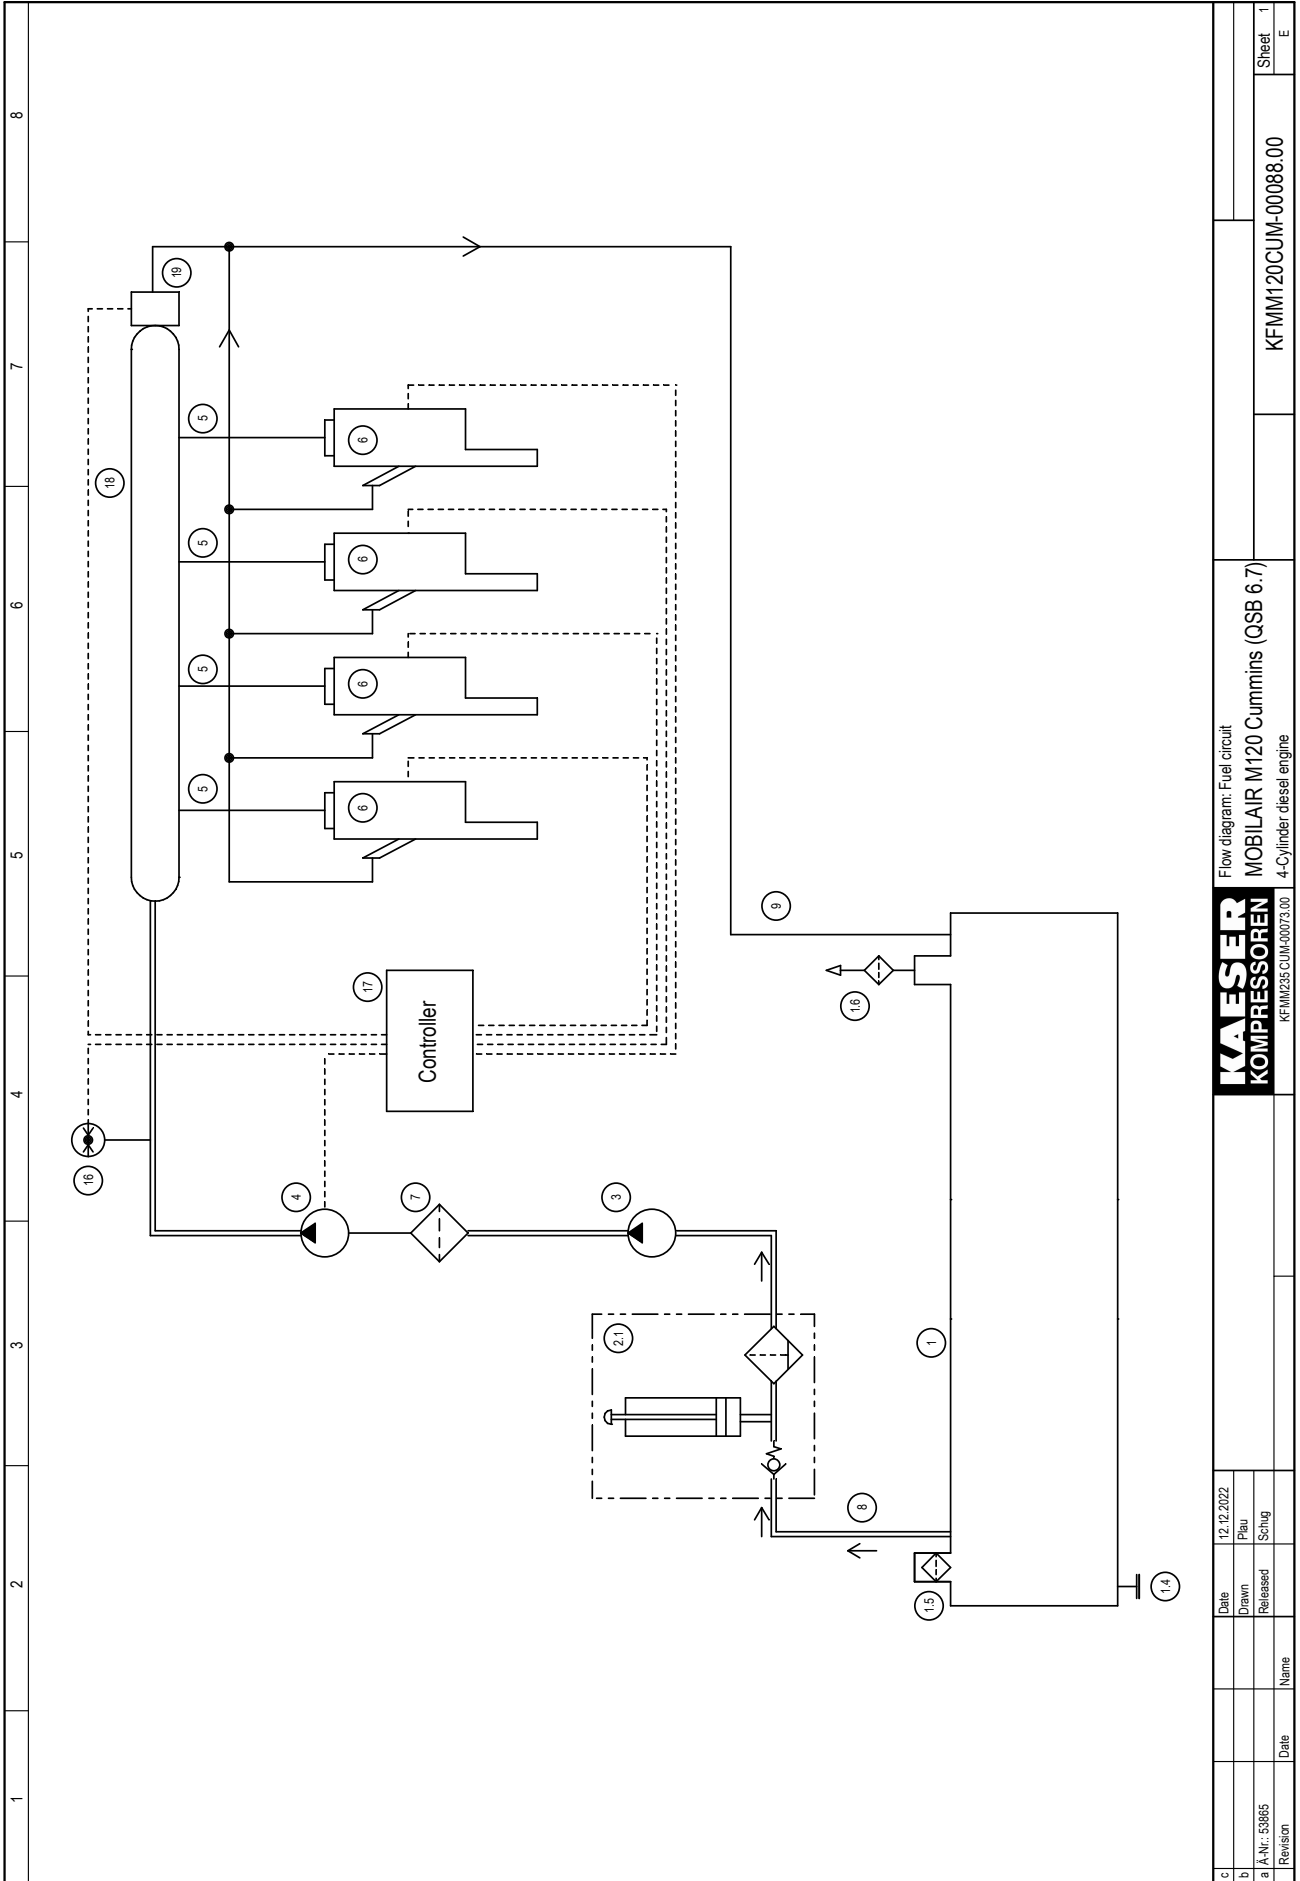 1 2 3 4 5 6 7 8
16
18
19
5 5 5 5
6 6 6 6
4
7
3
17
Controller
2.1
8
9
1
1.4
1.5
1.6
c
b
a Ä-Nr.: 53865
Revision Date Name
Date 12.12.2022
Drawn Plau
Released Schug
KAESER
KOMPRESSOREN
KFMM235 CUM-00073.00
Flow diagram: Fuel circuit
MOBILAIR M120 Cummins (QSB 6.7)
4-Cylinder diesel engine
KFMM120CUM-00088.00
Sheet 1
E